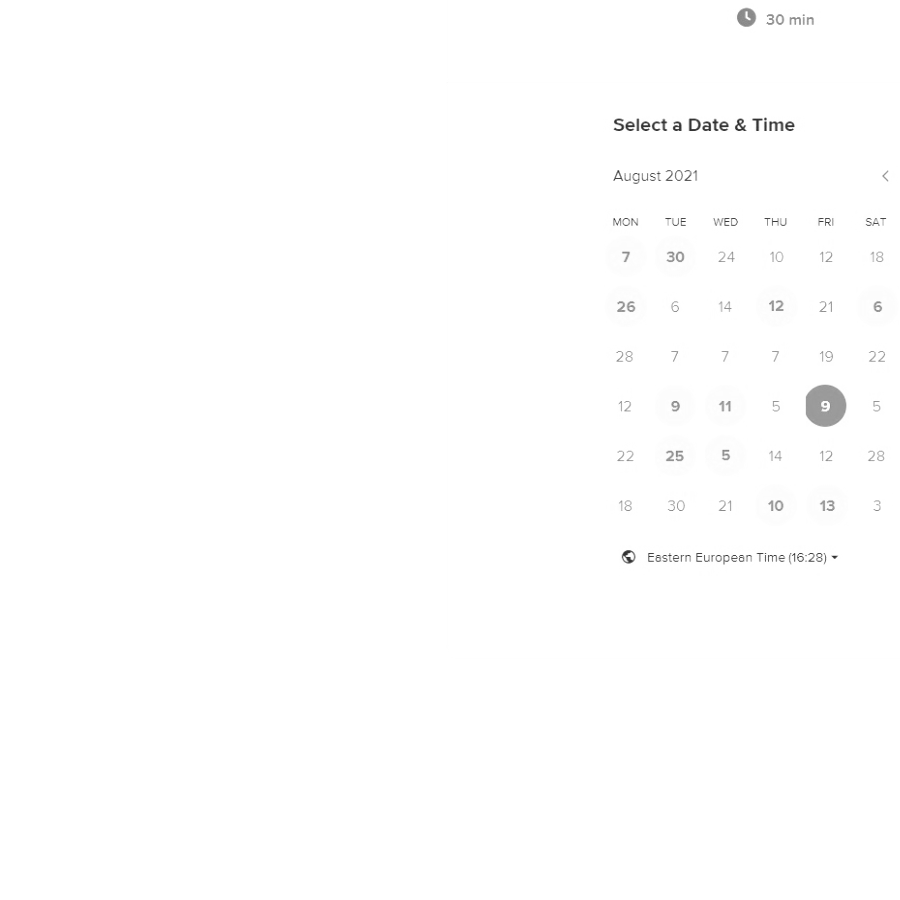 30 min
Select a Date & Time
August 2021
MON TUE WED THU FRI SAT
7 30 24 10 12 18
26 6 14 12 21 6
28 7 7 7 19 22
12 9 11 5 9 5
22 25 5 14 12 28
18 30 21 10 13 3
Eastern European Time (16:28)